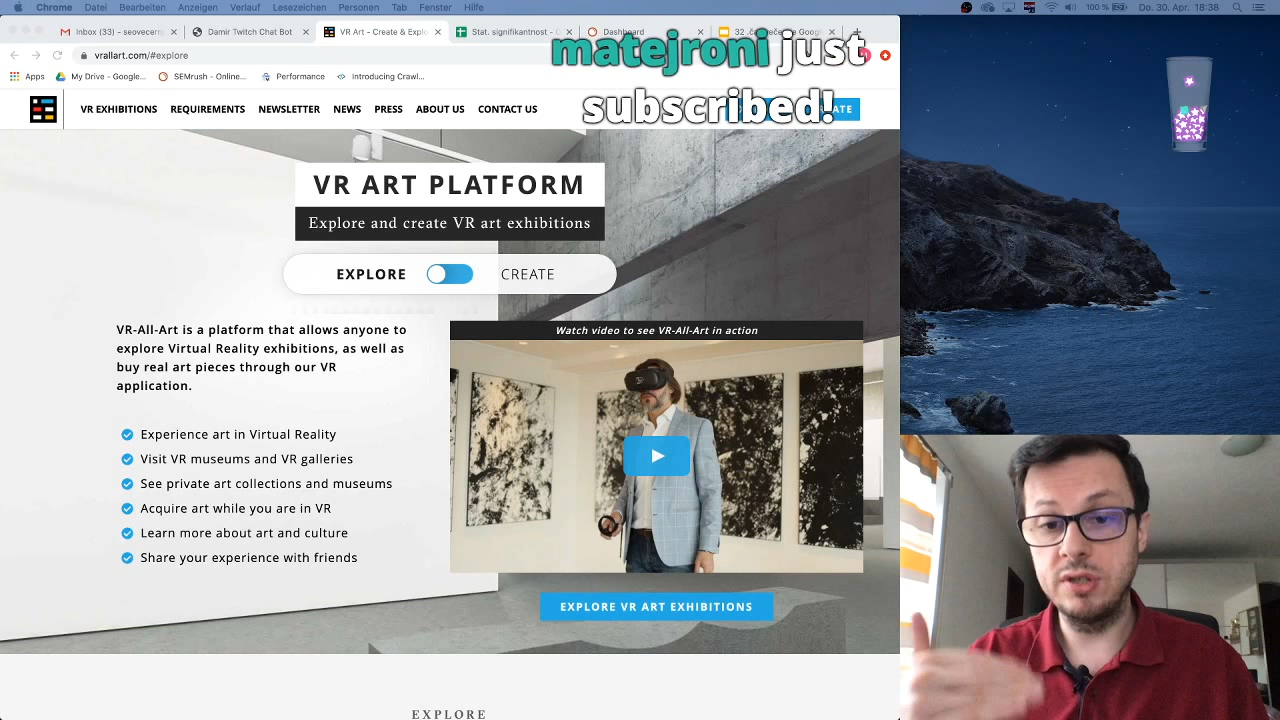 Chrome Datei Bearbeiten Anzeigen Verlauf Lesezeichen Personen Tab Fenster Hilfe
100 % Do. 30. Apr. 18:38
Inbox (33) - seovecern
Damir Twitch Chat Bot
VR Art - Create & Explo
Stat. signifikantnost - G
Dashboard
matejroni just
subscribed!
vrallart.com/#explore
Apps My Drive - Google... SEMrush - Online... Performance Introducing Crawl...
VR EXHIBITIONS REQUIREMENTS NEWSLETTER NEWS PRESS ABOUT US CONTACT US
VR ART PLATFORM
Explore and create VR art exhibitions
EXPLORE CREATE
VR-All-Art is a platform that allows anyone to
explore Virtual Reality exhibitions, as well as
buy real art pieces through our VR
application.
Experience art in Virtual Reality
Visit VR museums and VR galleries
See private art collections and museums
Acquire art while you are in VR
Learn more about art and culture
Share your experience with friends
Watch video to see VR-All-Art in action
EXPLORE VR ART EXHIBITIONS
EXPLORE